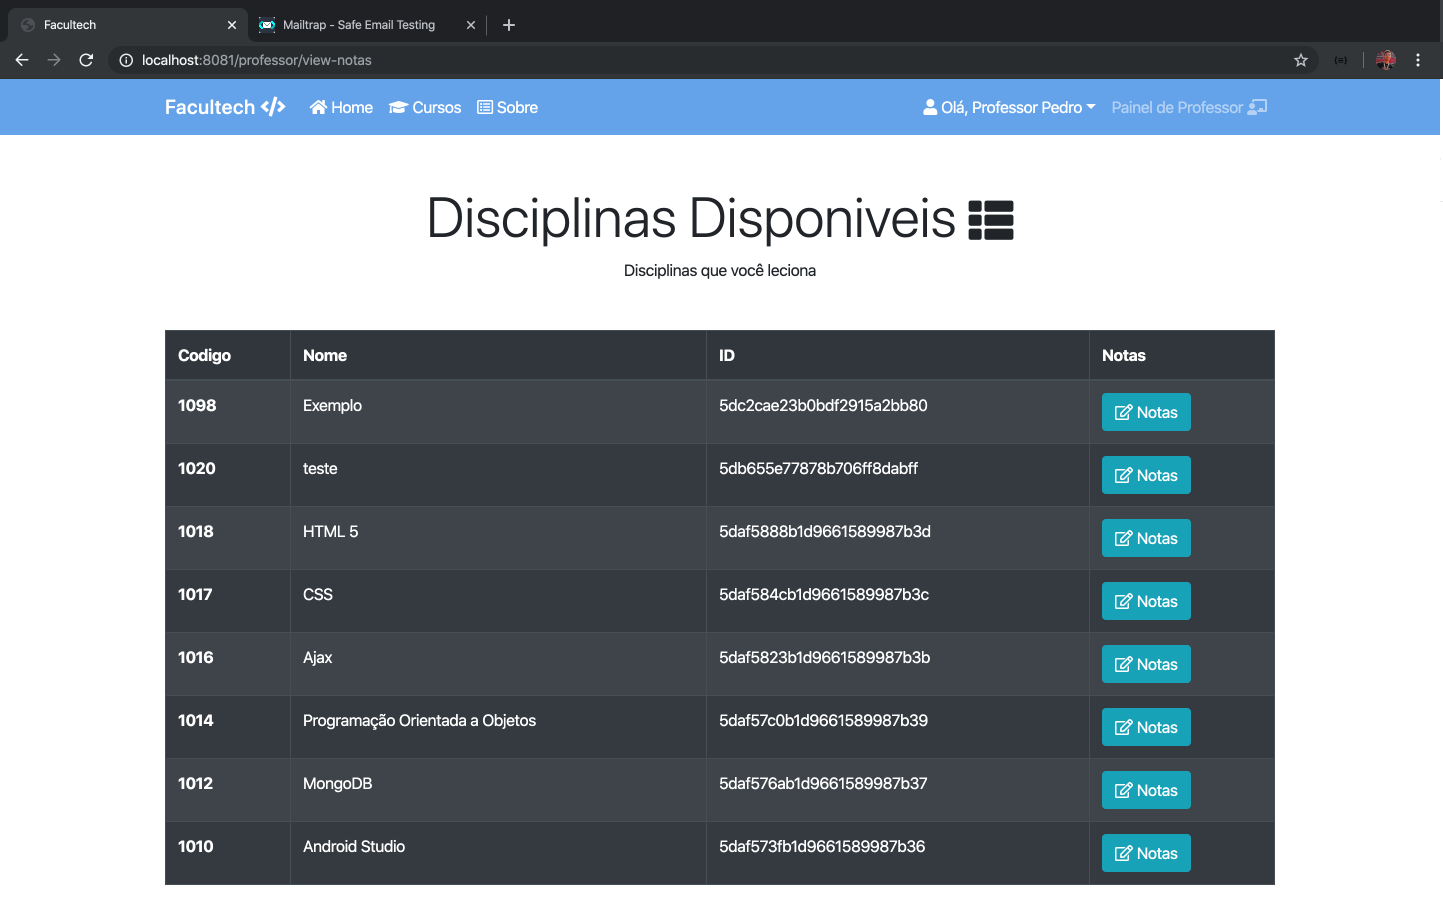 Facultech
Mailtrap - Safe Email Testing
localhost:8081/professor/view-notas
Facultech </> Home Cursos Sobre Olá, Professor Pedro Painel de Professor
Disciplinas Disponiveis
Disciplinas que você leciona
Codigo Nome ID Notas
1098 Exemplo 5dc2cae23b0bdf2915a2bb80 Notas
1020 teste 5db655e77878b706ff8dabff Notas
1018 HTML 5 5daf5888b1d9661589987b3d Notas
1017 CSS 5daf584cb1d9661589987b3c Notas
1016 Ajax 5daf5823b1d9661589987b3b Notas
1014 Programação Orientada a Objetos 5daf57c0b1d9661589987b39 Notas
1012 MongoDB 5daf576ab1d9661589987b37 Notas
1010 Android Studio 5daf573fb1d9661589987b36 Notas